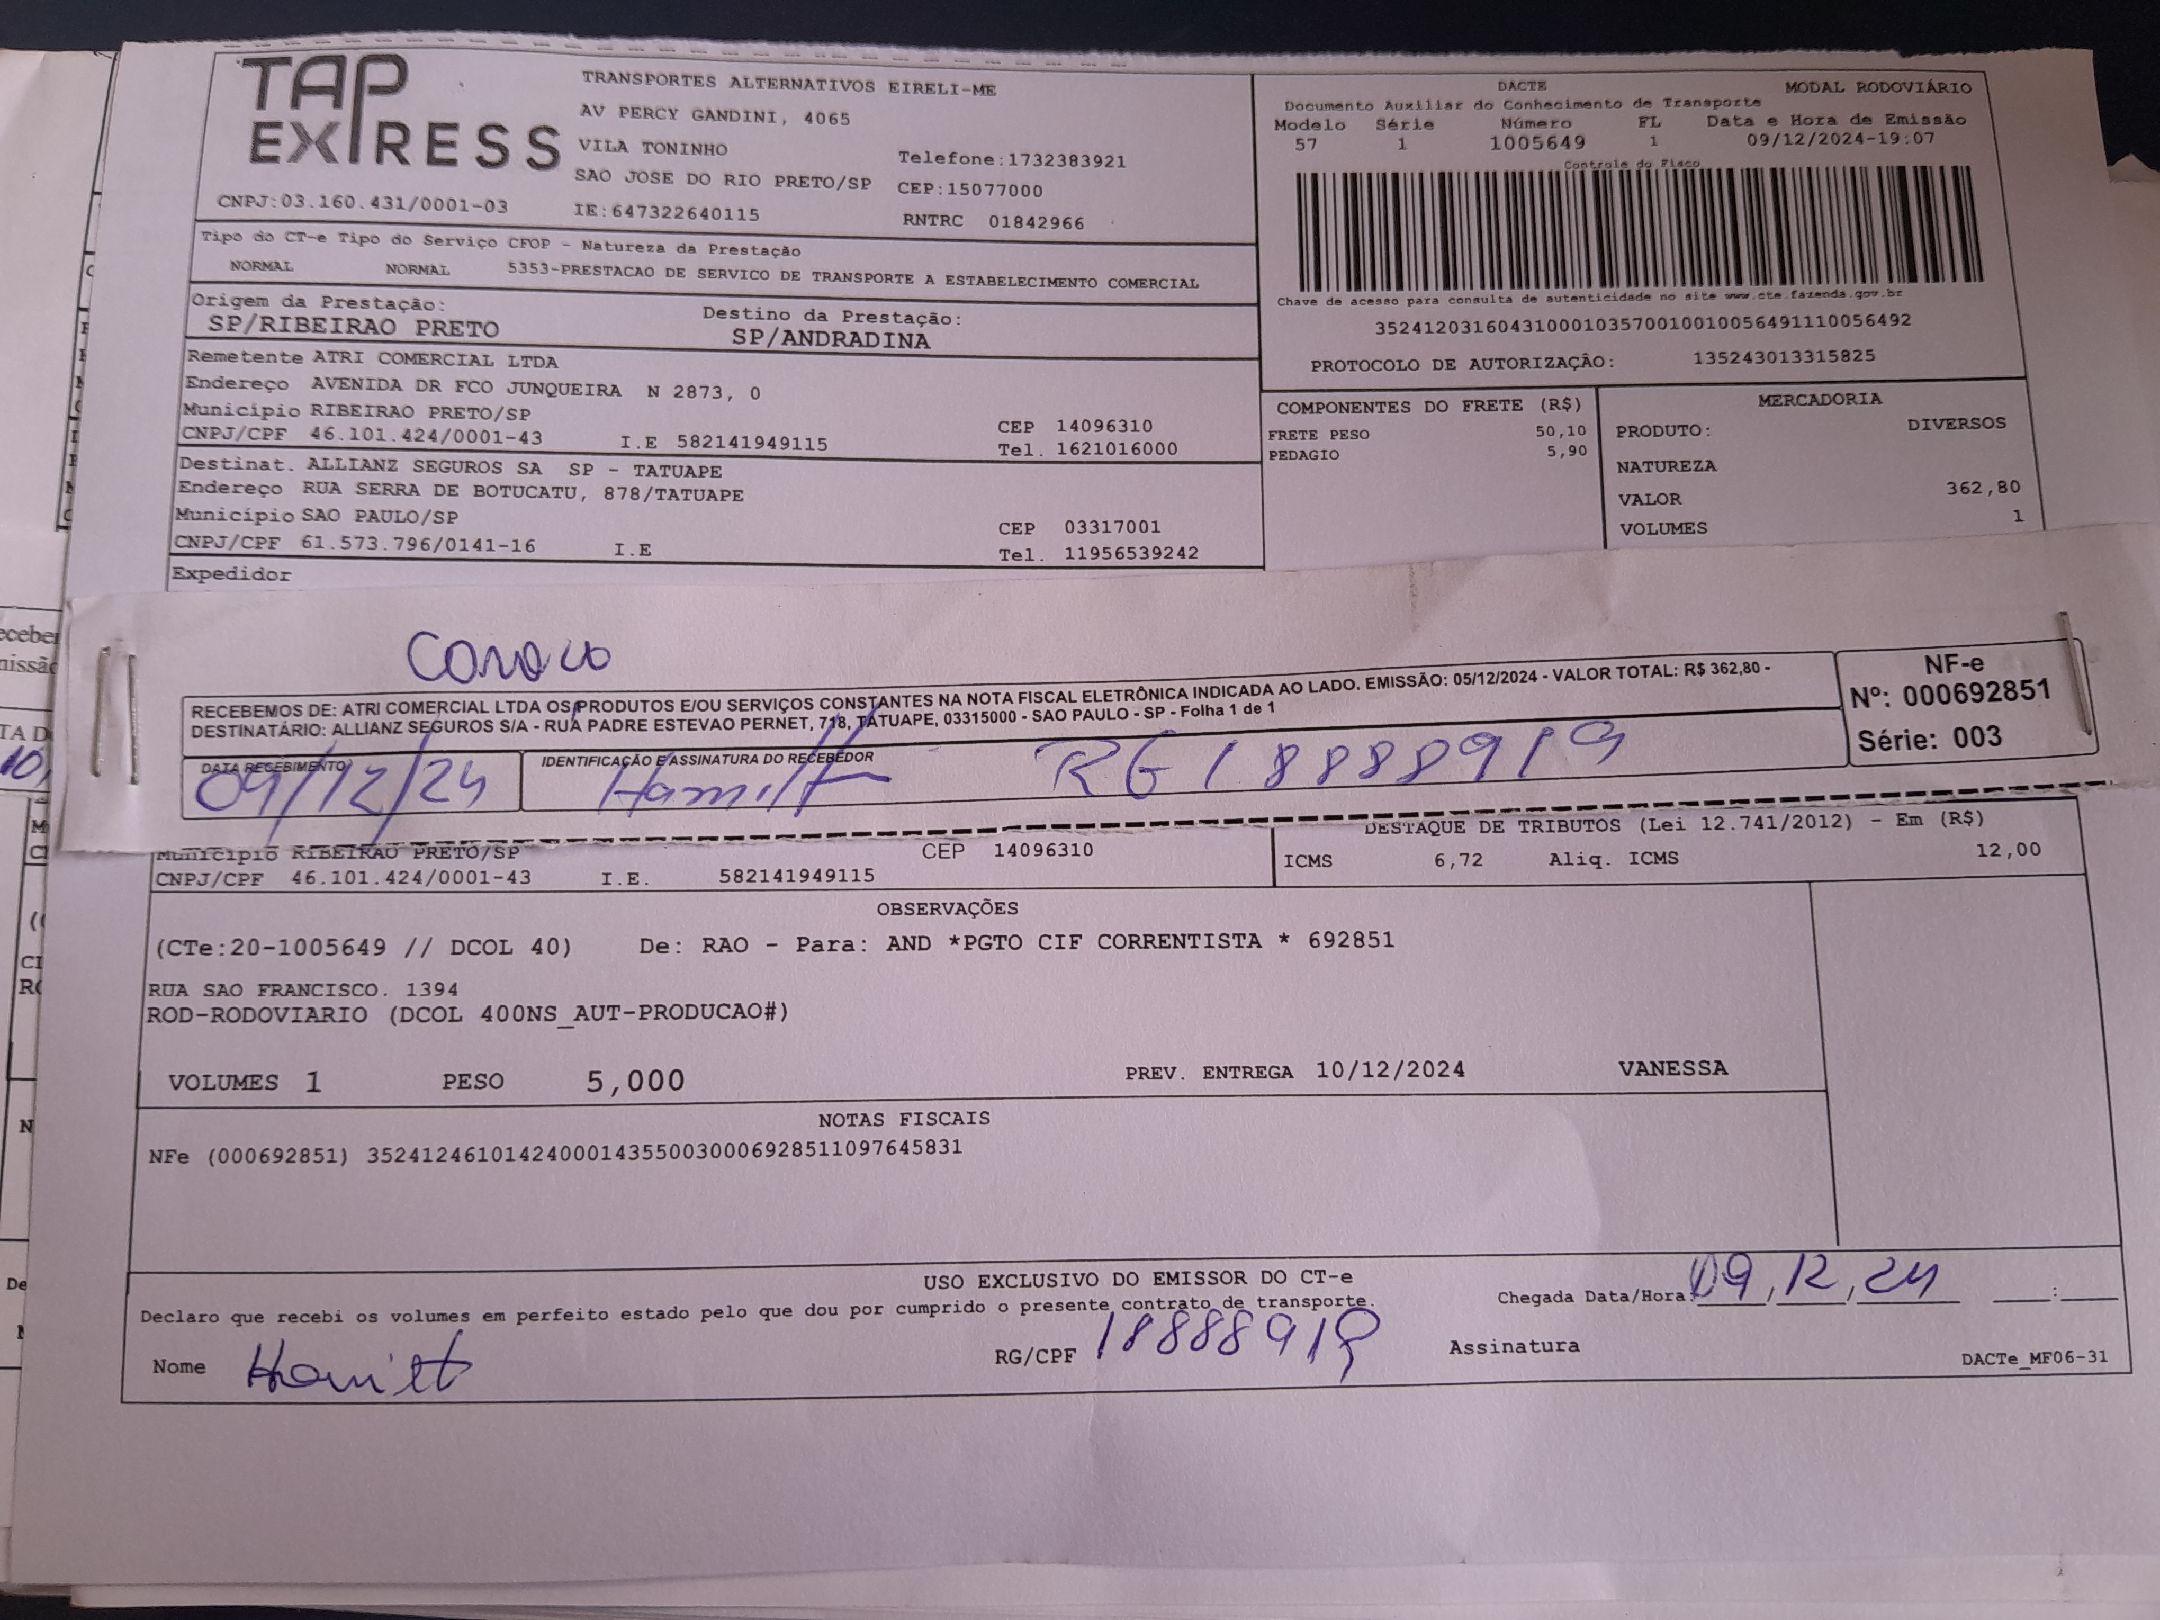 TAP
EXPRESS
TRANSPORTES ALTERNATIVOS EIRELI-ME
AV PERCY GANDINI, 4065
VILA TONINHO
Telefone:1732383921
SAO JOSE DO RIO PRETO/SP CEP:15077000
CNPJ:03.160.431/0001-03 IE:647322640115 RNTRC 01842966
DACTE MODAL RODOVIÁRIO
Documento Auxiliar do Conhecimento de Transporte
Modelo Série Número FL Data e Hora de Emissão
57 1 1005649 1 09/12/2024-19:07
Controle do Fisco
Chave de acesso para consulta de autenticidade no site www.cte.fazenda.gov.br
35241203160431000103570010010056491110056492
PROTOCOLO DE AUTORIZAÇÃO: 135243013315825
Tipo do CT-e Tipo do Serviço CFOP - Natureza da Prestação
NORMAL NORMAL 5353-PRESTACAO DE SERVICO DE TRANSPORTE A ESTABELECIMENTO COMERCIAL
Origem da Prestação: Destino da Prestação:
SP/RIBEIRAO PRETO SP/ANDRADINA
Remetente ATRI COMERCIAL LTDA
Endereço AVENIDA DR FCO JUNQUEIRA N 2873, 0
Município RIBEIRAO PRETO/SP CEP 14096310
CNPJ/CPF 46.101.424/0001-43 I.E 582141949115 Tel. 1621016000
Destinat. ALLIANZ SEGUROS SA SP - TATUAPE
Endereço RUA SERRA DE BOTUCATU, 878/TATUAPE
Município SAO PAULO/SP CEP 03317001
CNPJ/CPF 61.573.796/0141-16 I.E Tel. 11956539242
Expedidor
COMPONENTES DO FRETE (R$)
FRETE PESO 50,10
PEDAGIO 5,90
MERCADORIA
PRODUTO: DIVERSOS
NATUREZA
VALOR 362,80
VOLUMES 1
RECEBEMOS DE: ATRI COMERCIAL LTDA OS PRODUTOS E/OU SERVIÇOS CONSTANTES NA NOTA FISCAL ELETRÔNICA INDICADA AO LADO. EMISSÃO: 05/12/2024 - VALOR TOTAL: R$ 362,80 -
DESTINATÁRIO: ALLIANZ SEGUROS S/A - RUA PADRE ESTEVAO PERNET, 718, TATUAPE, 03315000 - SAO PAULO - SP - Folha 1 de 1
NF-e
Nº: 000692851
Série: 003
DATA RECEBIMENTO IDENTIFICAÇÃO E ASSINATURA DO RECEBEDOR
09/12/24 Hamilt RG 18888919
Município RIBEIRAO PRETO/SP CEP 14096310
CNPJ/CPF 46.101.424/0001-43 I.E. 582141949115
DESTAQUE DE TRIBUTOS (Lei 12.741/2012) - Em (R$)
ICMS 6,72 Aliq. ICMS 12,00
OBSERVAÇÕES
(CTe:20-1005649 // DCOL 40) De: RAO - Para: AND *PGTO CIF CORRENTISTA * 692851
RUA SAO FRANCISCO. 1394
ROD-RODOVIARIO (DCOL 400NS_AUT-PRODUCAO#)
VOLUMES 1 PESO 5,000 PREV. ENTREGA 10/12/2024 VANESSA
NOTAS FISCAIS
NFe (000692851) 35241246101424000143550030006928511097645831
USO EXCLUSIVO DO EMISSOR DO CT-e
Declaro que recebi os volumes em perfeito estado pelo que dou por cumprido o presente contrato de transporte.
Chegada Data/Hora: 09,12,24 :
Nome Hamilt RG/CPF 18888919 Assinatura
DACTe_MF06-31